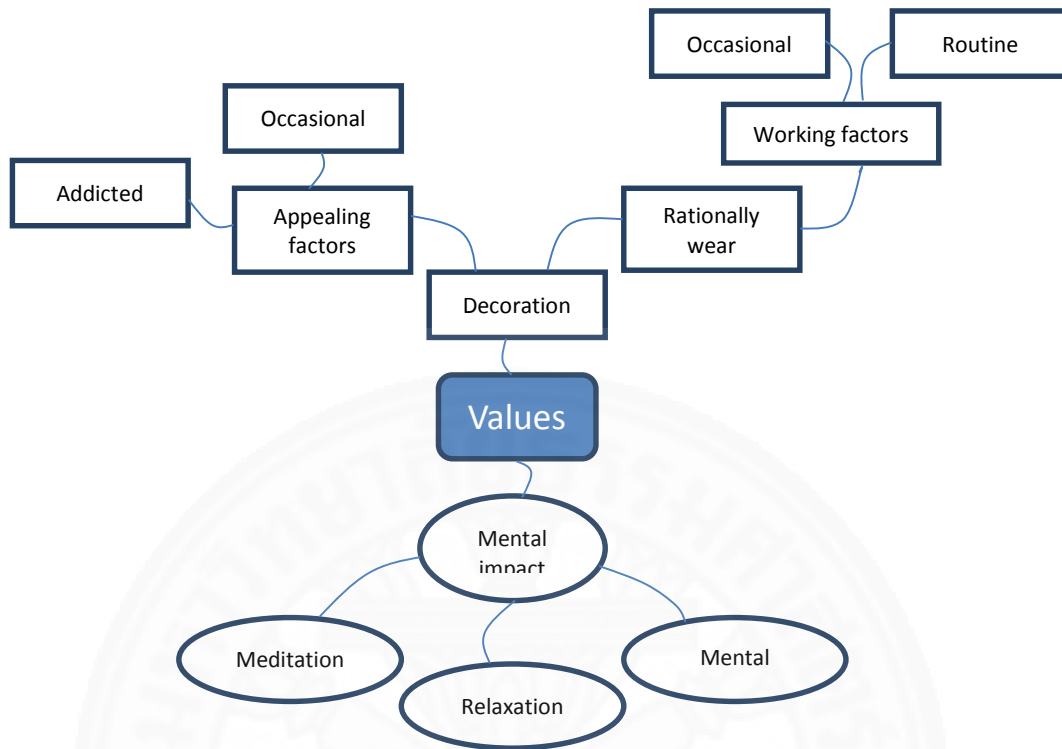 Occasional
Routine
Occasional
Working factors
Addicted
Appealing
factors
Rationally
wear
Decoration
Values
Mental
impact
Meditation
Mental
Relaxation